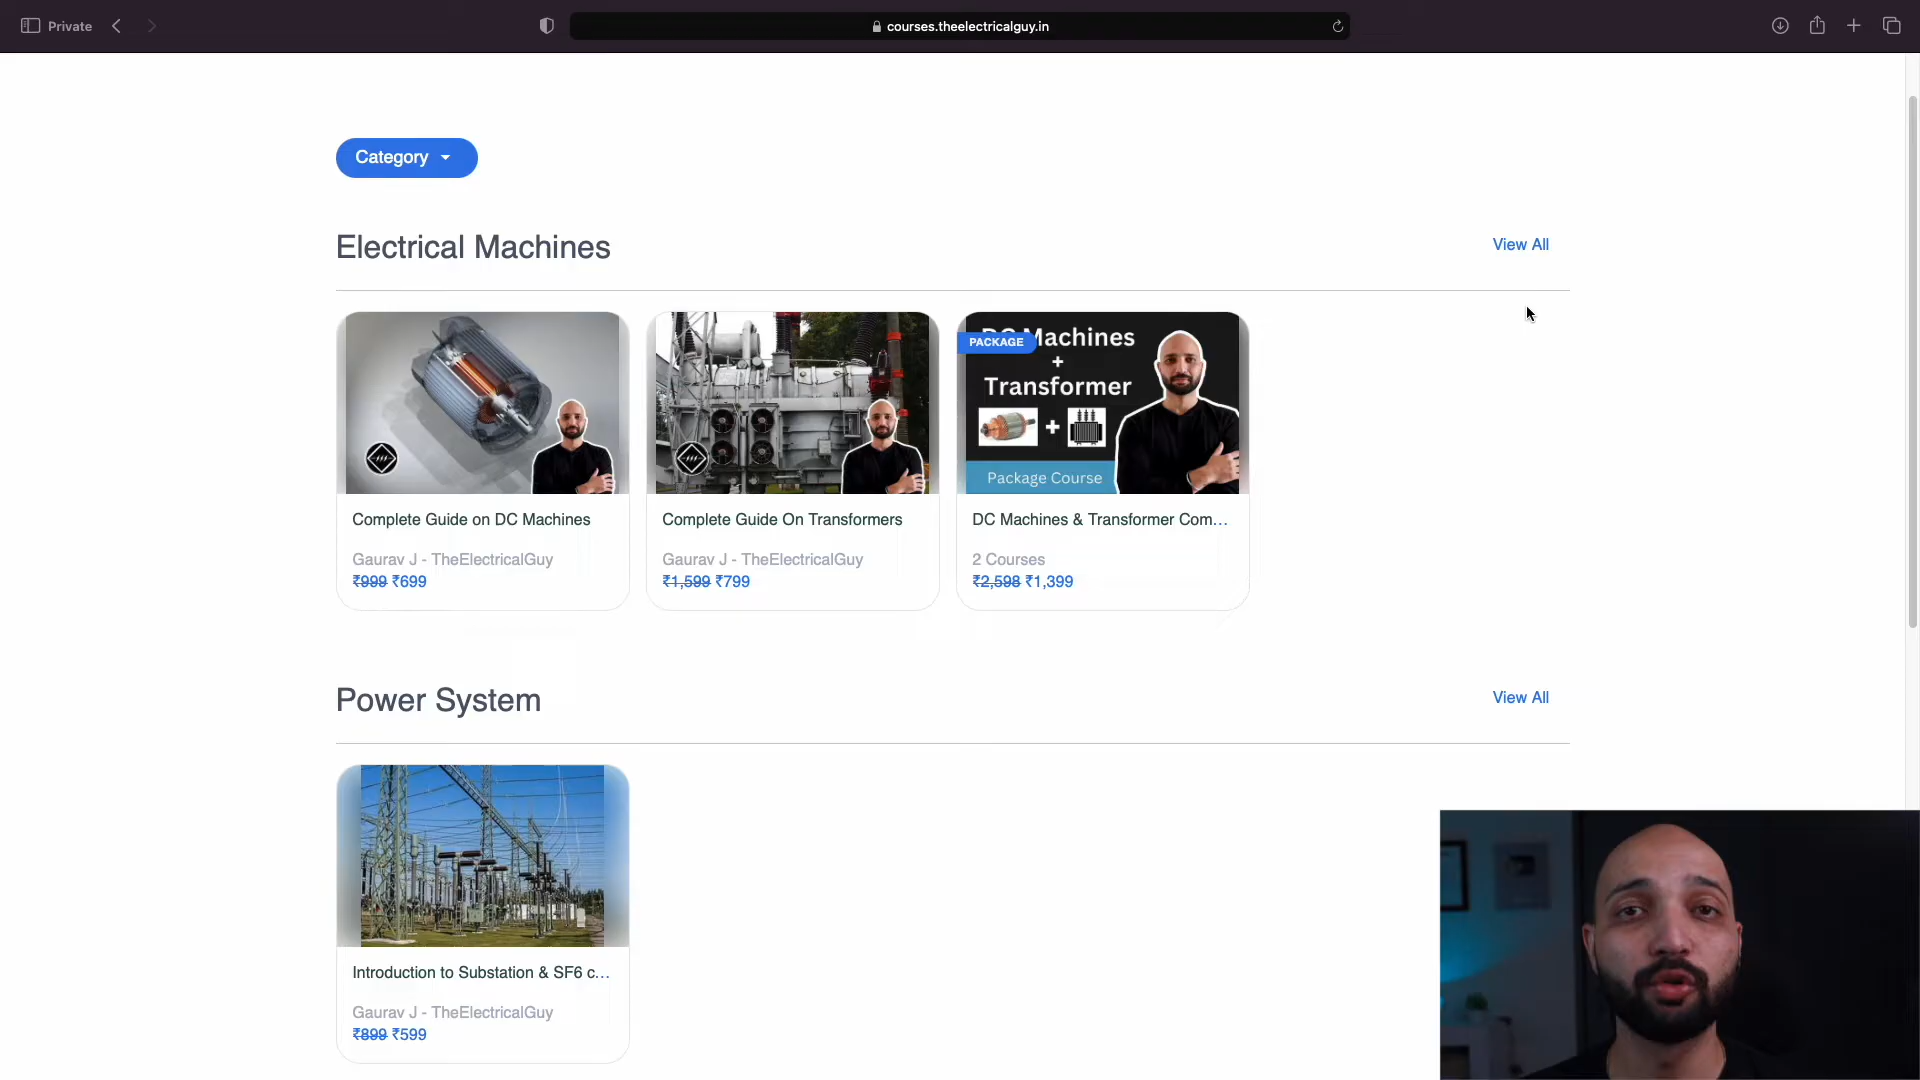 Private
courses.theelectricalguy.in
Category
Electrical Machines
View All
PACKAGE
DC Machines
+
Transformer
+
Package Course
Complete Guide on DC Machines
Gaurav J - TheElectricalGuy
₹999 ₹699
Complete Guide On Transformers
Gaurav J - TheElectricalGuy
₹1,599 ₹799
DC Machines & Transformer Com...
2 Courses
₹2,598 ₹1,399
Power System
View All
Introduction to Substation & SF6 c...
Gaurav J - TheElectricalGuy
₹899 ₹599